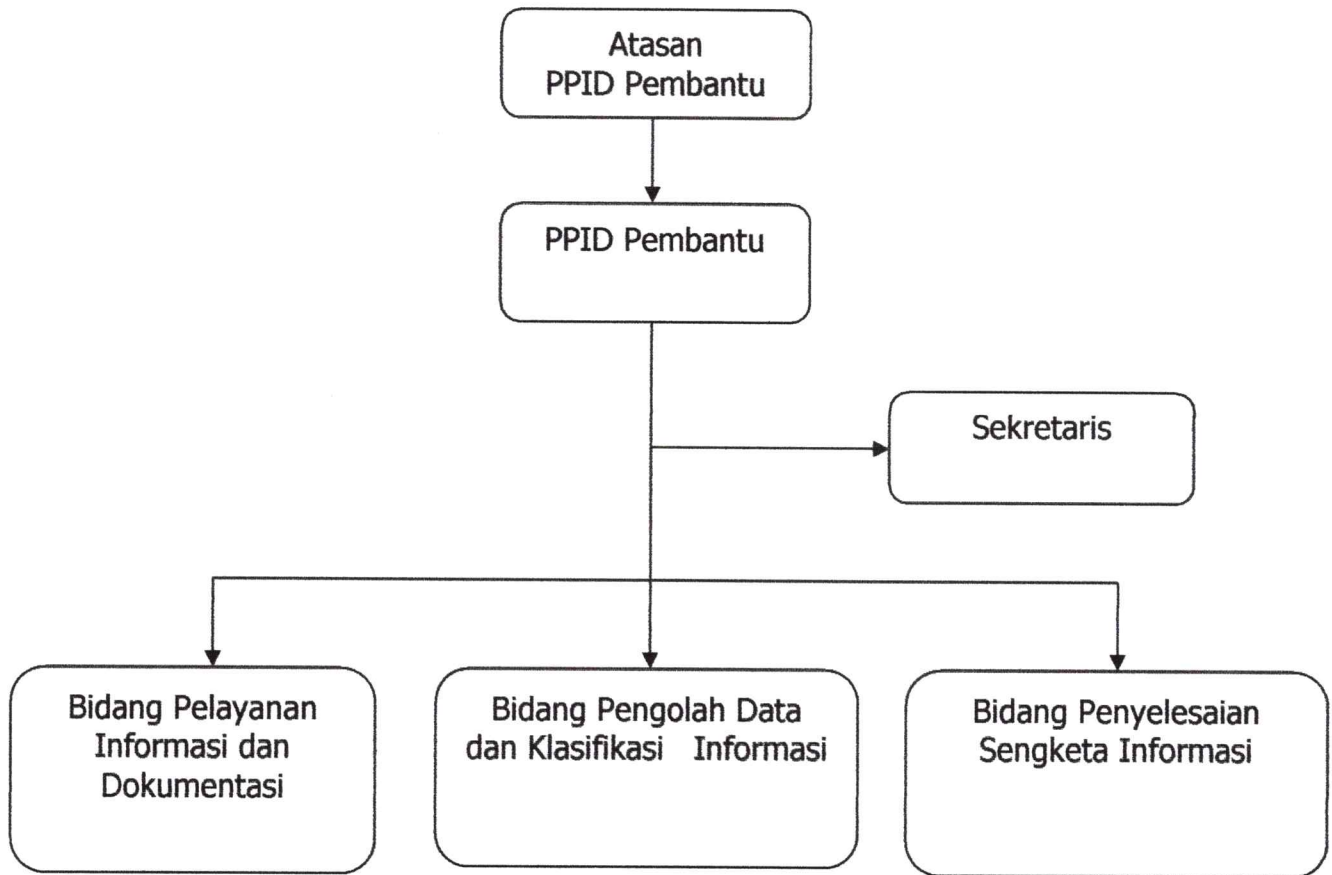 Atasan
PPID Pembantu
PPID Pembantu
Sekretaris
Bidang Pelayanan
Informasi dan
Dokumentasi
Bidang Pengolah Data
dan Klasifikasi Informasi
Bidang Penyelesaian
Sengketa Informasi